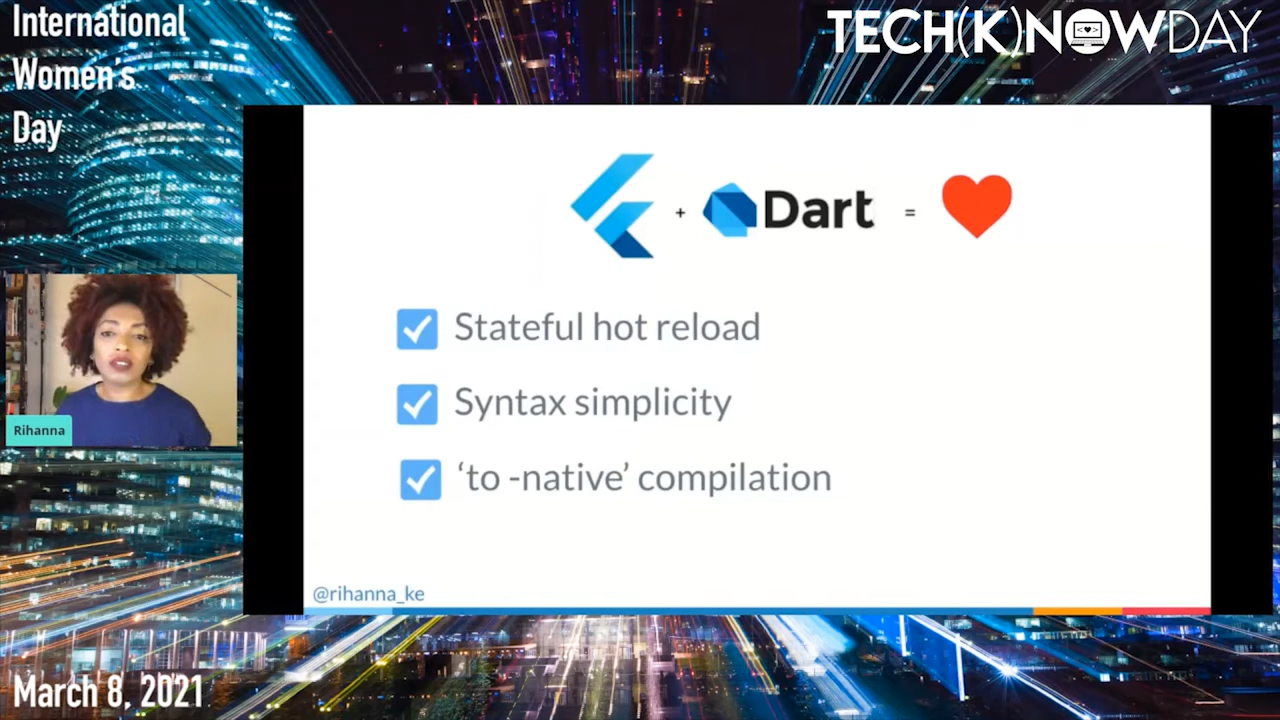 International
Women's
Day
TECH(K)NOWDAY
+ Dart =
Stateful hot reload
Syntax simplicity
‘to -native’ compilation
Rihanna
@rihanna_ke
March 8, 2021